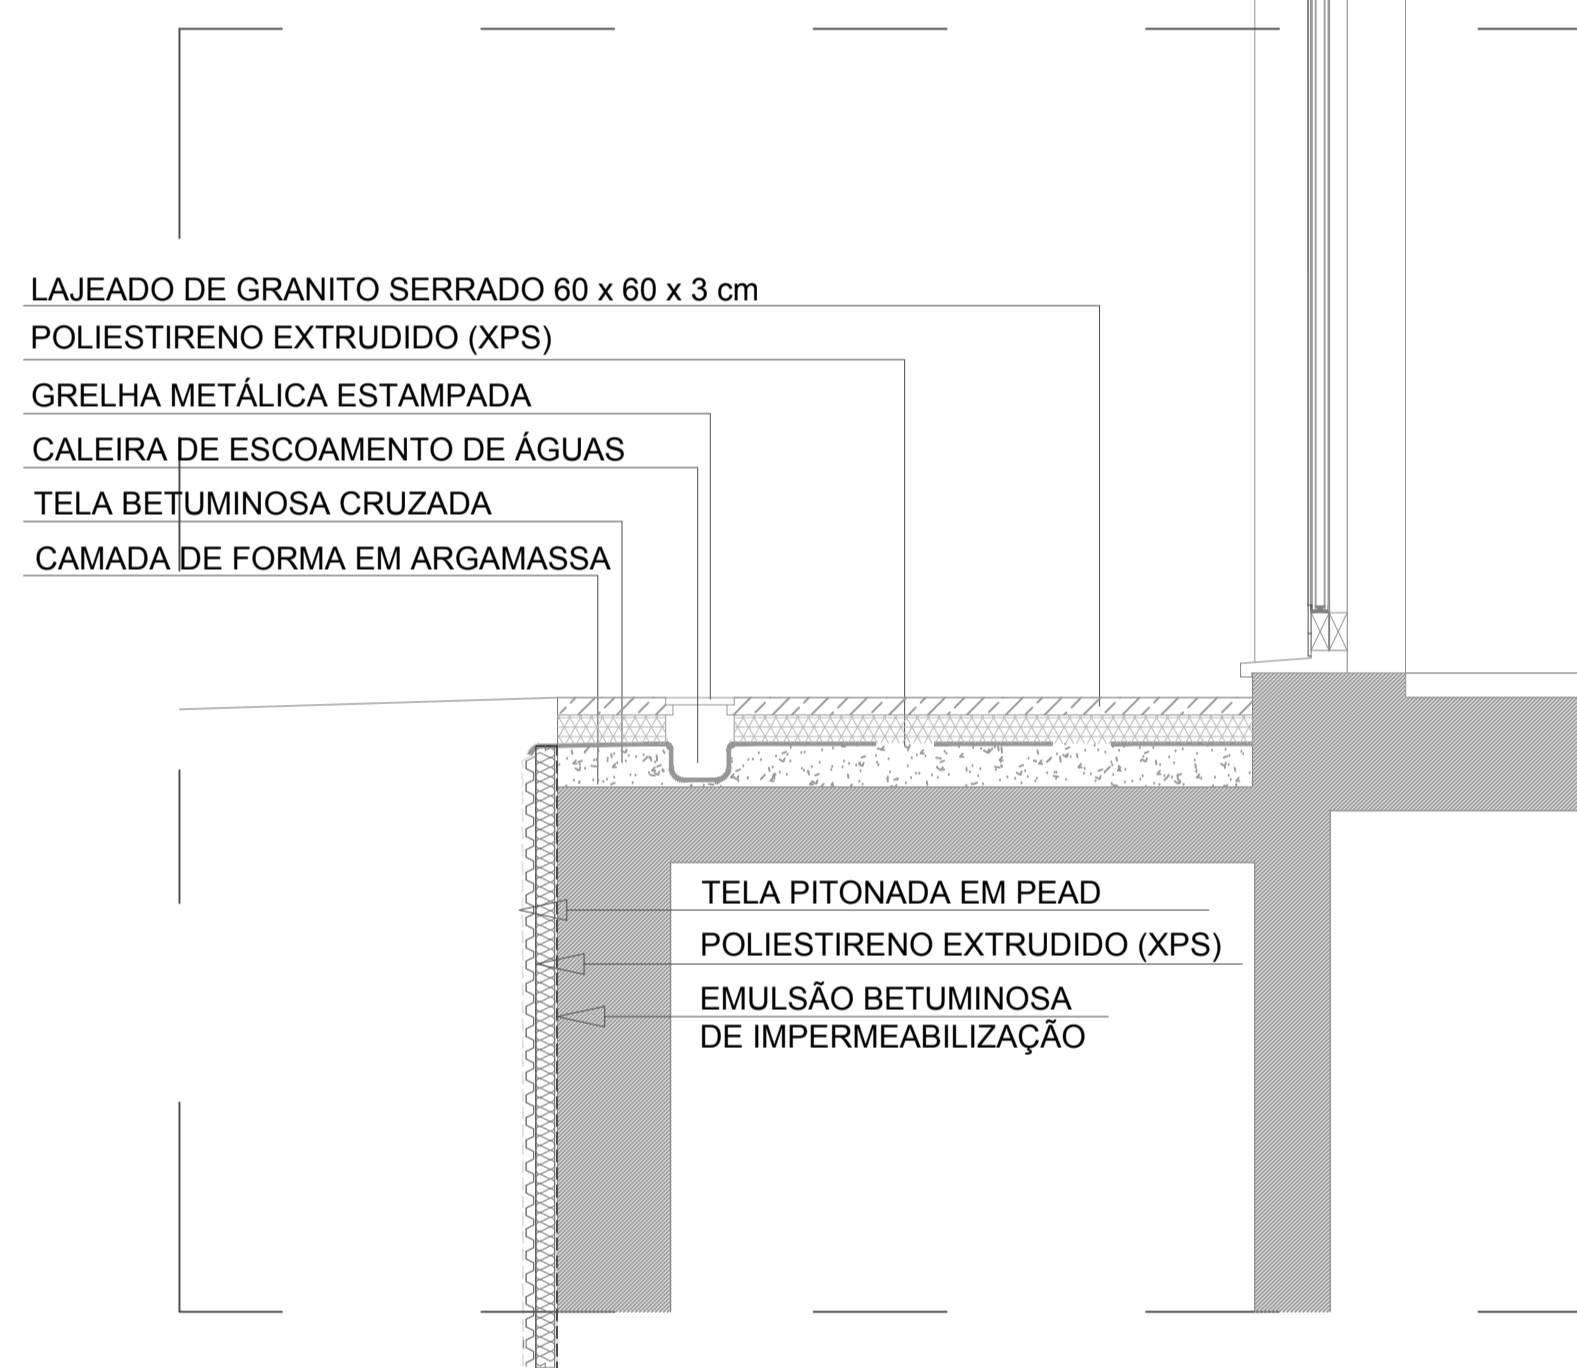 LAJEADO DE GRANITO SERRADO 60 x 60 x 3 cm
POLIESTIRENO EXTRUDIDO (XPS)
GRELHA METÁLICA ESTAMPADA
CALEIRA DE ESCOAMENTO DE ÁGUAS
TELA BETUMINOSA CRUZADA
CAMADA DE FORMA EM ARGAMASSA
TELA PITONADA EM PEAD
POLIESTIRENO EXTRUDIDO (XPS)
EMULSÃO BETUMINOSA
DE IMPERMEABILIZAÇÃO